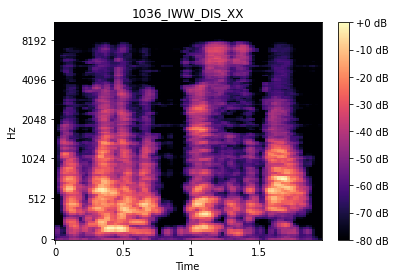 1036_IWW_DIS_XX
+0 dB
8192
-10 dB
4096
-20 dB
-30 dB
2048
Hz
-40 dB
1024
-50 dB
512
-60 dB
-70 dB
0
-80 dB
0
0.5
1
1.5
Time